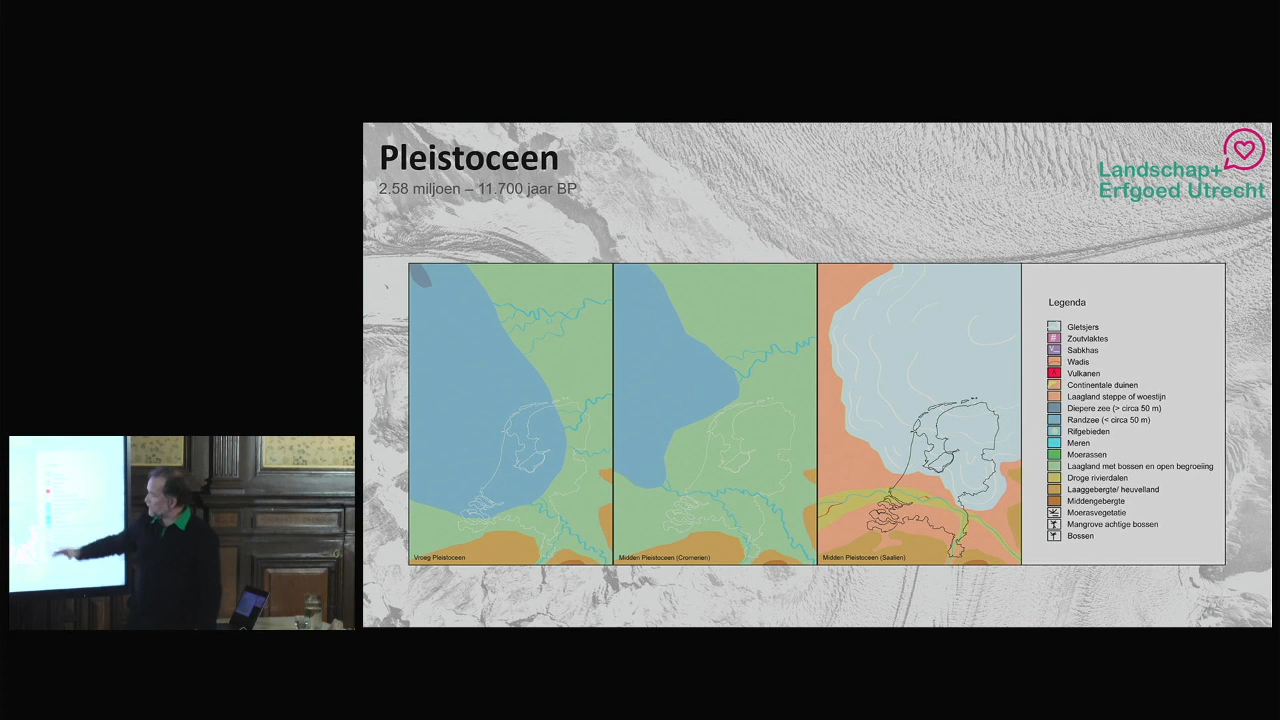 Pleistoceen
2.58 miljoen – 11.700 jaar BP
Landschap+
Erfgoed Utrecht
Vroeg Pleistoceen
Midden Pleistoceen (Cromerien)
Midden Pleistoceen (Saalien)
Legenda
Gletsjers
Zoutvlaktes
Sabkhas
Wadis
Vulkanen
Continentale duinen
Laagland steppe of woestijn
Diepere zee (> circa 50 m)
Randzee (< circa 50 m)
Rifgebieden
Meren
Moerassen
Laagland met bossen en open begroeiing
Droge rivierdalen
Laaggebergte/ heuvelland
Middengebergte
Moerasvegetatie
Mangrove achtige bossen
Bossen